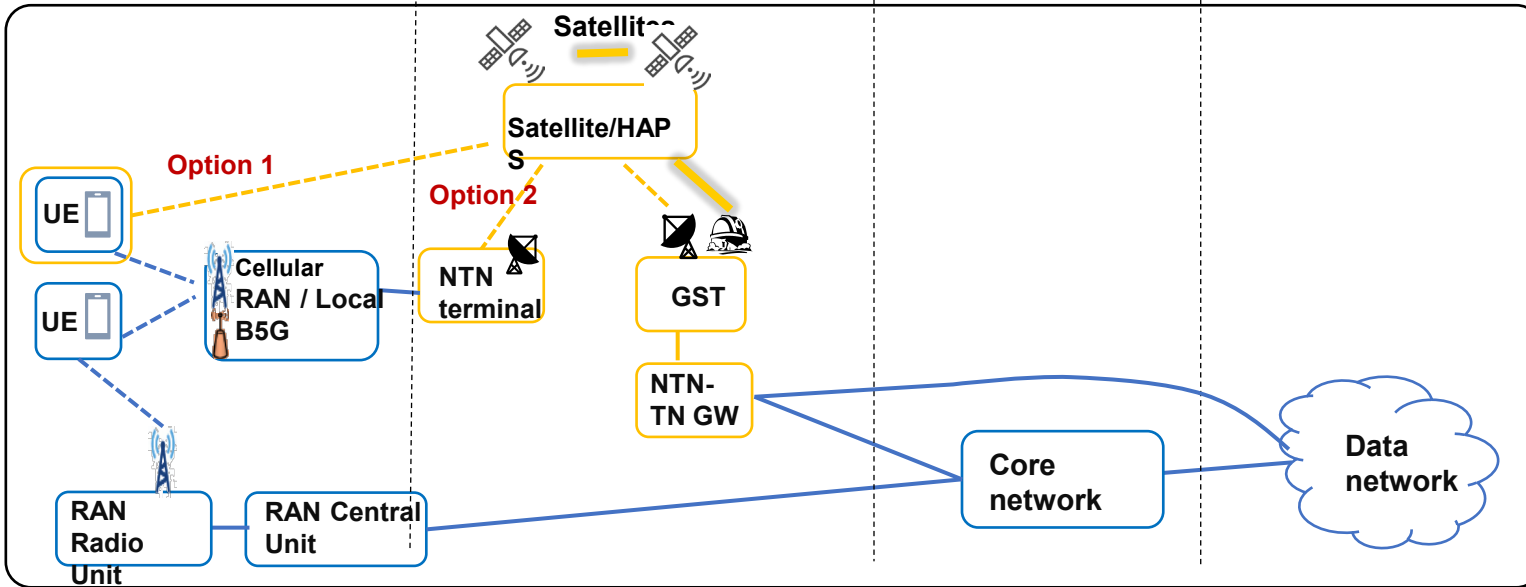 Satellites
Satellite/HAP
S
Option 1
Option 2
UE
Cellular
RAN / Local
B5G
NTN
terminal
GST
UE
NTN-
TN GW
Core
network
Data
network
RAN
Radio
Unit
RAN Central
Unit